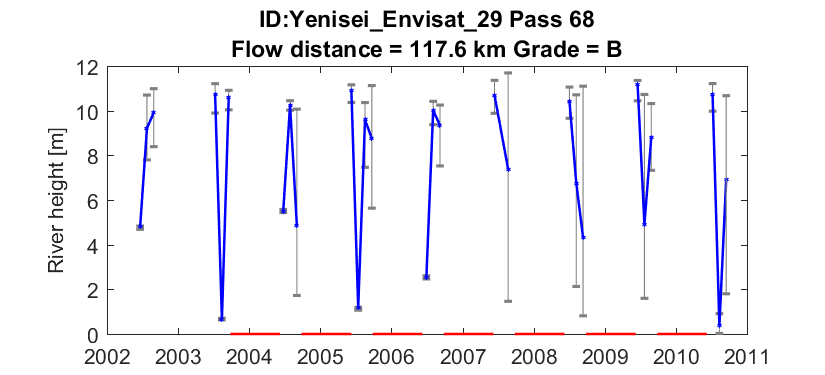 ID:Yenisei_Envisat_29 Pass 68
Flow distance = 117.6 km Grade = B
River height [m]
12
10
8
6
4
2
0
2002 2003 2004 2005 2006 2007 2008 2009 2010 2011